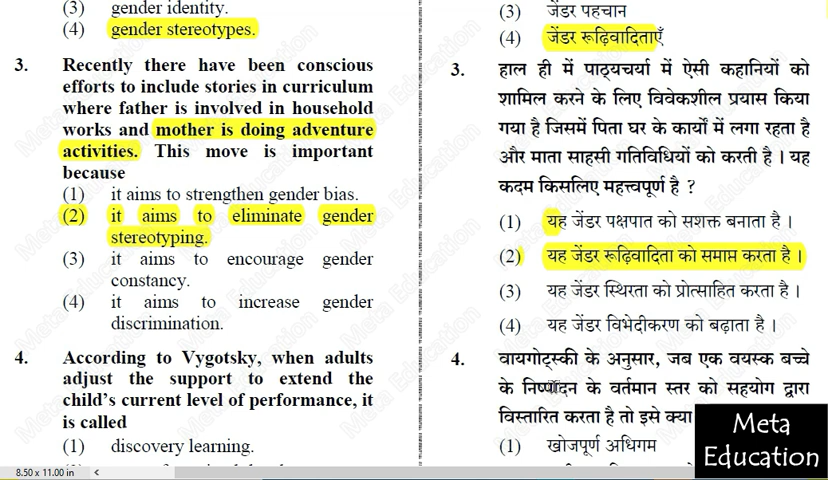 (3) gender identity.
(4) gender stereotypes.
3. Recently there have been conscious
efforts to include stories in curriculum
where father is involved in household
works and mother is doing adventure
activities. This move is important
because
(1) it aims to strengthen gender bias.
(2) it aims to eliminate gender
stereotyping.
(3) it aims to encourage gender
constancy.
(4) it aims to increase gender
discrimination.
4. According to Vygotsky, when adults
adjust the support to extend the
child's current level of performance, it
is called
(1) discovery learning.
(3) जेंडर पहचान
(4) जेंडर रूढ़िवादिताएँ
3. हाल ही में पाठ्यचर्या में ऐसी कहानियों को
शामिल करने के लिए विवेकशील प्रयास किया
गया है जिसमें पिता घर के कार्यों में लगा रहता है
और माता साहसी गतिविधियों को करती है । यह
कदम किसलिए महत्त्वपूर्ण है ?
(1) यह जेंडर पक्षपात को सशक्त बनाता है ।
(2) यह जेंडर रूढ़िवादिता को समाप्त करता है ।
(3) यह जेंडर स्थिरता को प्रोत्साहित करता है ।
(4) यह जेंडर विभेदीकरण को बढ़ाता है ।
4. वायगोट्स्की के अनुसार, जब एक वयस्क बच्चे
के निष्पादन के वर्तमान स्तर को सहयोग द्वारा
विस्तारित करता है तो इसे क्या
(1) खोजपूर्ण अधिगम
Meta
Education
8.50 x 11.00 in